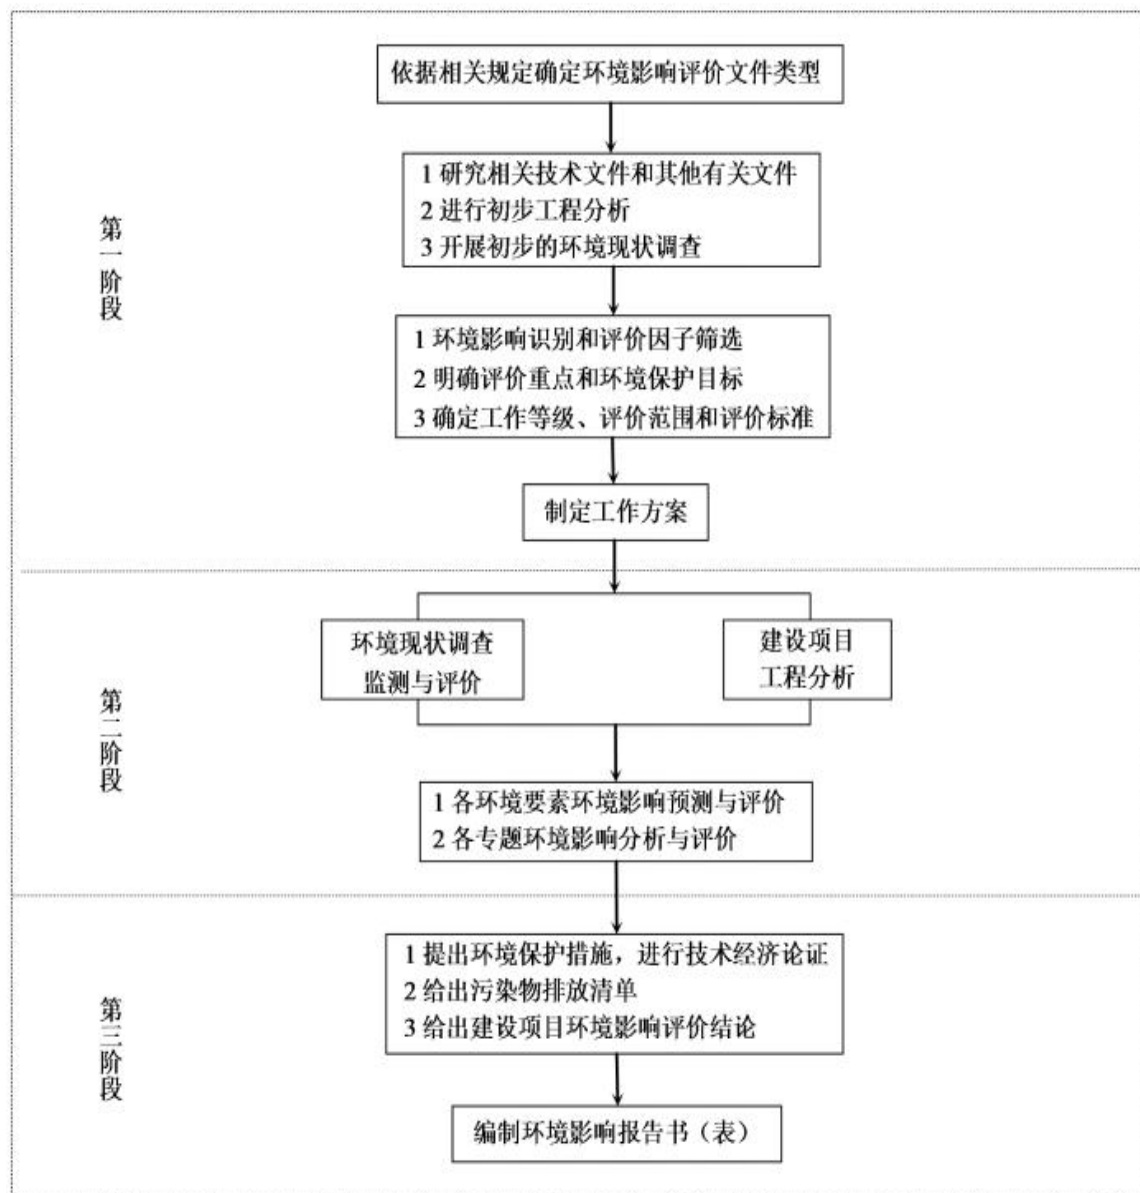 依据相关规定确定环境影响评价文件类型
1 研究相关技术文件和其他有关文件
2 进行初步工程分析
3 开展初步的环境现状调查
第一阶段
1 环境影响识别和评价因子筛选
2 明确评价重点和环境保护目标
3 确定工作等级、评价范围和评价标准
制定工作方案
环境现状调查
监测与评价
建设项目
工程分析
第二阶段
1 各环境要素环境影响预测与评价
2 各专题环境影响分析与评价
1 提出环境保护措施，进行技术经济论证
2 给出污染物排放清单
3 给出建设项目环境影响评价结论
第三阶段
编制环境影响报告书（表）